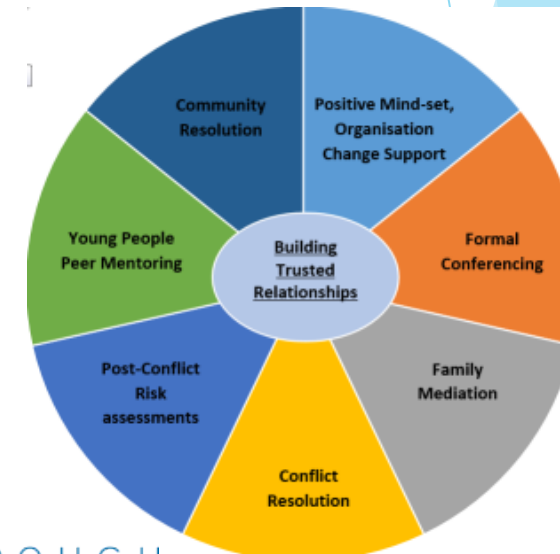 Community
Resolution
Positive Mind-set,
Organisation
Change Support
Young People
Peer Mentoring
Building
Trusted
Relationships
Formal
Conferencing
Post-Conflict
Risk
assessments
Family
Mediation
Conflict
Resolution